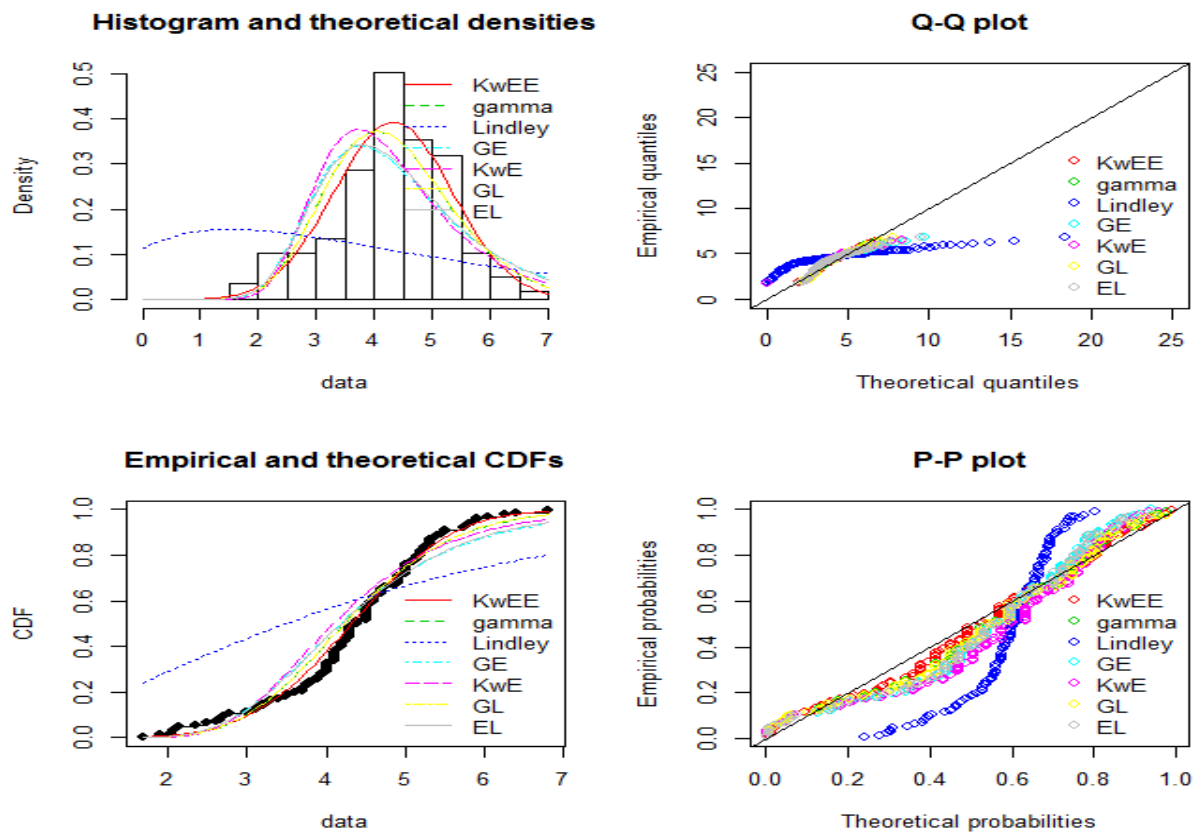 Histogram and theoretical densities
Density
0.0 0.1 0.2 0.3 0.4 0.5
KwEE
gamma
Lindley
GE
KwE
GL
EL
0 1 2 3 4 5 6 7
data
Q-Q plot
Empirical quantiles
0 5 10 15 20 25
KwEE
gamma
Lindley
GE
KwE
GL
EL
0 5 10 15 20 25
Theoretical quantiles
Empirical and theoretical CDFs
CDF
0.0 0.2 0.4 0.6 0.8 1.0
KwEE
gamma
Lindley
GE
KwE
GL
EL
2 3 4 5 6 7
data
P-P plot
Empirical probabilities
0.0 0.2 0.4 0.6 0.8 1.0
KwEE
gamma
Lindley
GE
KwE
GL
EL
0.0 0.2 0.4 0.6 0.8 1.0
Theoretical probabilities